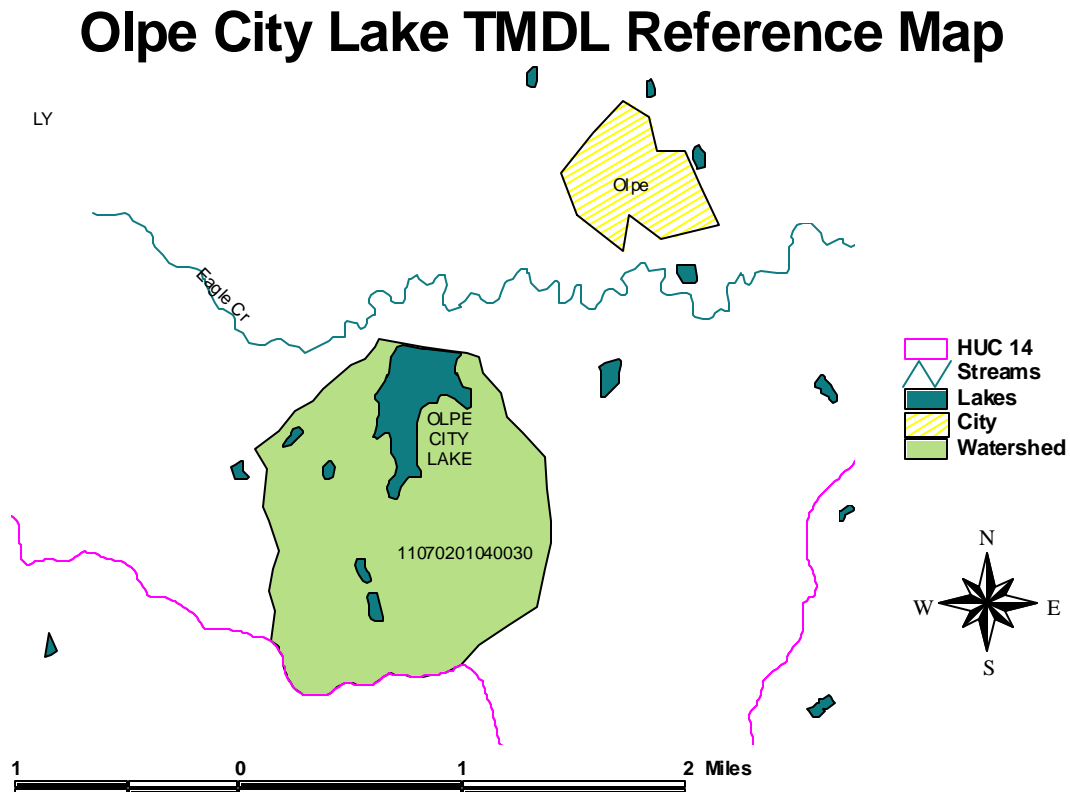 Olpe City Lake TMDL Reference Map
LY
Olpe
Eagle Cr
OLPE
CITY
LAKE
11070201040030
HUC 14
Streams
Lakes
City
Watershed
N
W E
S
1 0 1 2 Miles